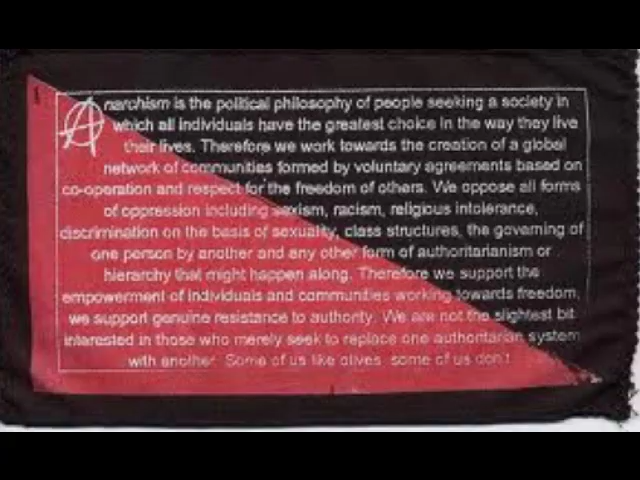 Anarchism is the political philosophy of people seeking a society in
which all individuals have the greatest choice in the way they live
their lives. Therefore we work towards the creation of a global
network of communities formed by voluntary agreements based on
co-operation and respect for the freedom of others. We oppose all forms
of oppression including sexism, racism, religious intolerance,
discrimination on the basis of sexuality, class structures, the governing of
one person by another and any other form of authoritarianism or
hierarchy that might happen along. Therefore we support the
empowerment of individuals and communities working towards freedom,
we support genuine resistance to authority. We are not the slightest bit
interested in those who merely seek to replace one authoritarian system
with another. Some of us like olives, some of us don't